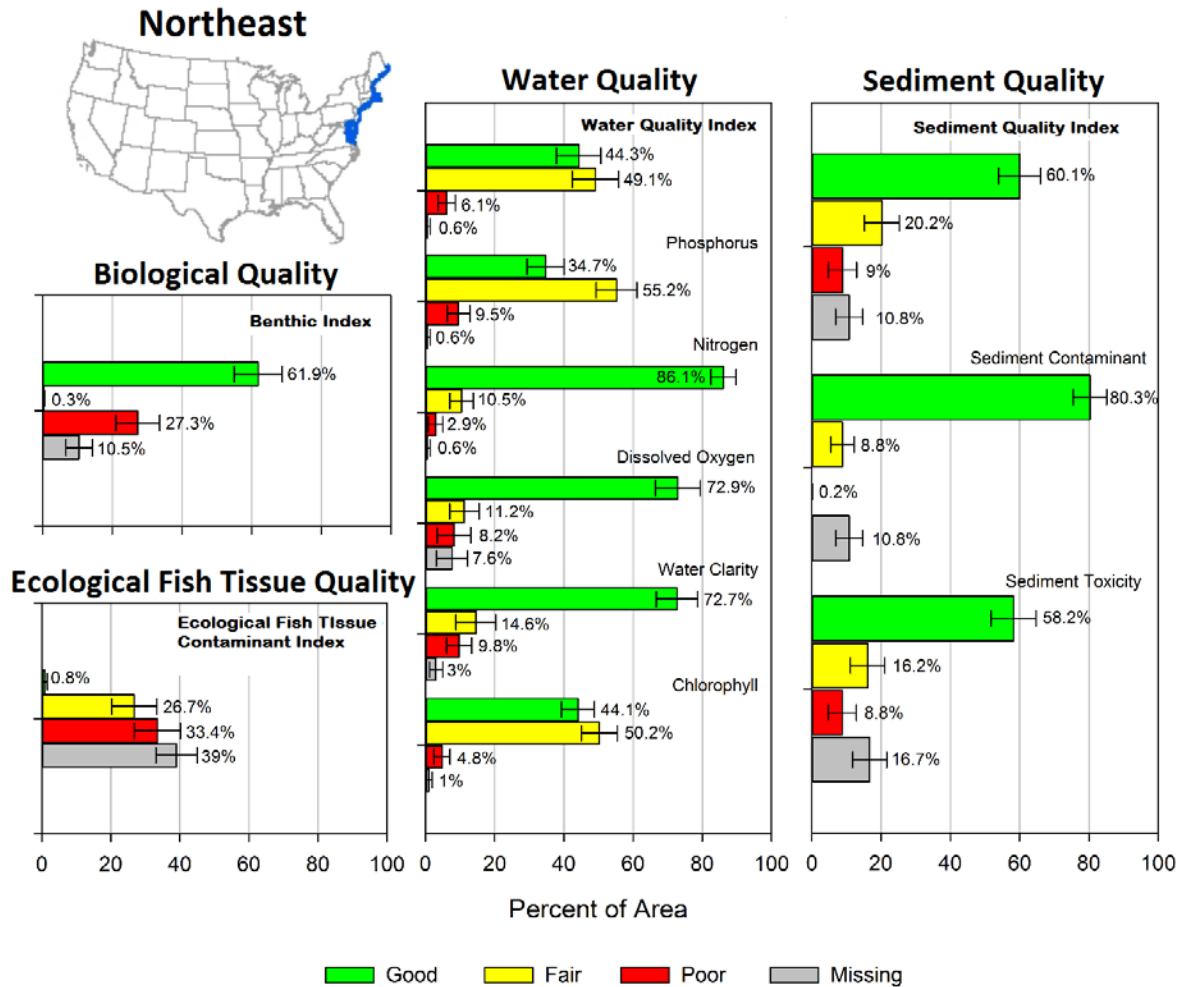 Northeast
Biological Quality
Benthic Index
61.9%
0.3%
27.3%
10.5%
Ecological Fish Tissue Quality
Ecological Fish TIssue
Contaminant Index
0.8%
26.7%
33.4%
39%
0 20 40 60 80 100
Water Quality
Water Quality Index
44.3%
49.1%
6.1%
0.6%
Phosphorus
34.7%
55.2%
9.5%
0.6%
Nitrogen
86.1%
10.5%
2.9%
0.6%
Dissolved Oxygen
72.9%
11.2%
8.2%
7.6%
Water Clarity
72.7%
14.6%
9.8%
3%
Chlorophyll
44.1%
50.2%
4.8%
1%
0 20 40 60 80 100
Sediment Quality
Sediment Quality Index
60.1%
20.2%
9%
10.8%
Sediment Contaminant
80.3%
8.8%
0.2%
10.8%
Sediment Toxicity
58.2%
16.2%
8.8%
16.7%
0 20 40 60 80 100
Percent of Area
Good Fair Poor Missing